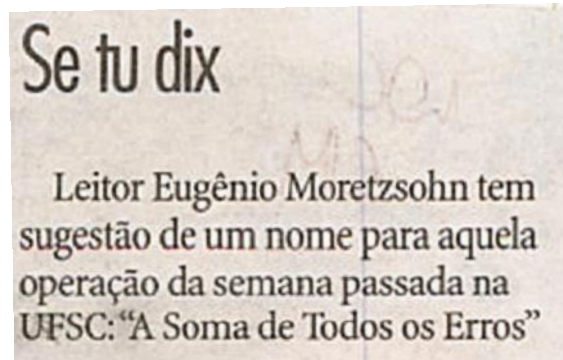 Se tu dix
Leitor Eugênio Moretzsohn tem
sugestão de um nome para aquela
operação da semana passada na
UFSC: “A Soma de Todos os Erros”